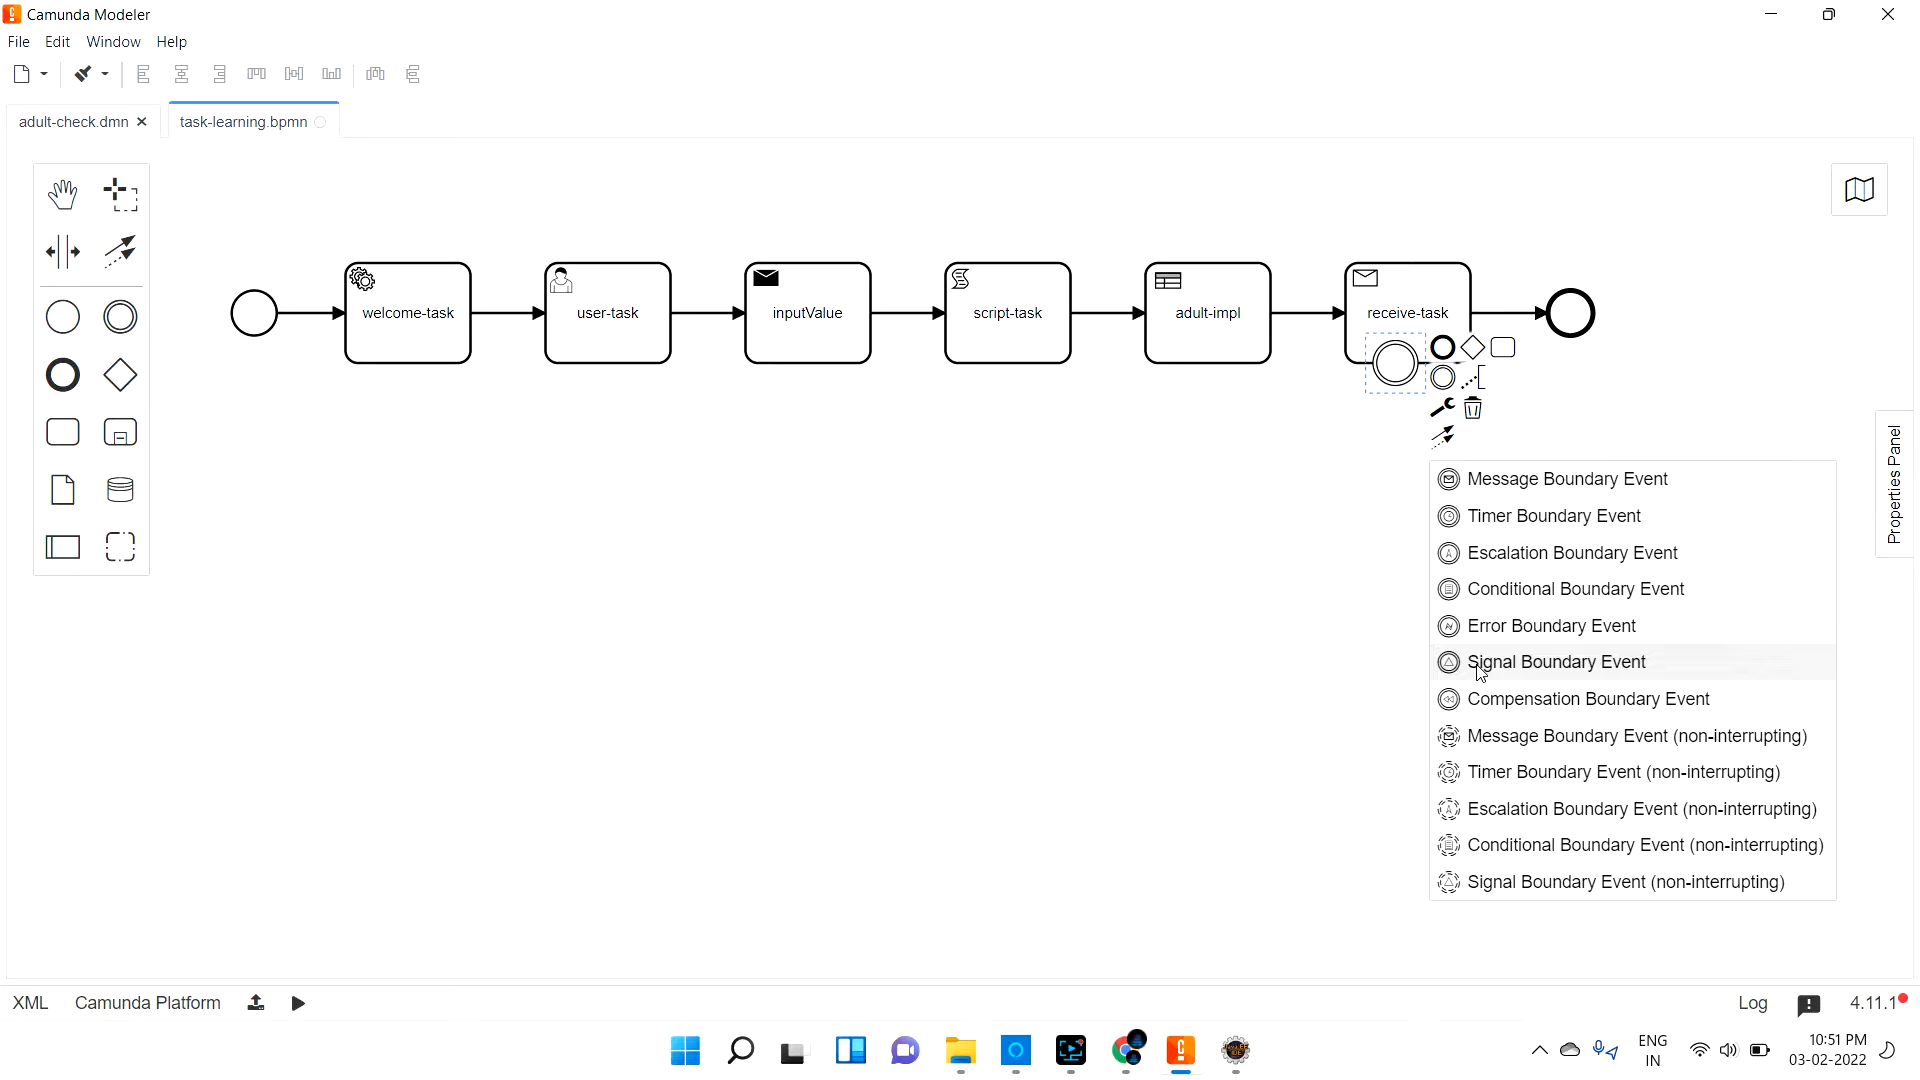 Camunda Modeler
File Edit Window Help
adult-check.dmn
task-learning.bpmn
welcome-task
user-task
inputValue
script-task
adult-impl
receive-task
Properties Panel
Message Boundary Event
Timer Boundary Event
Escalation Boundary Event
Conditional Boundary Event
Error Boundary Event
Signal Boundary Event
Compensation Boundary Event
Message Boundary Event (non-interrupting)
Timer Boundary Event (non-interrupting)
Escalation Boundary Event (non-interrupting)
Conditional Boundary Event (non-interrupting)
Signal Boundary Event (non-interrupting)
XML Camunda Platform
Log 4.11.1
ENG
IN
10:51 PM
03-02-2022